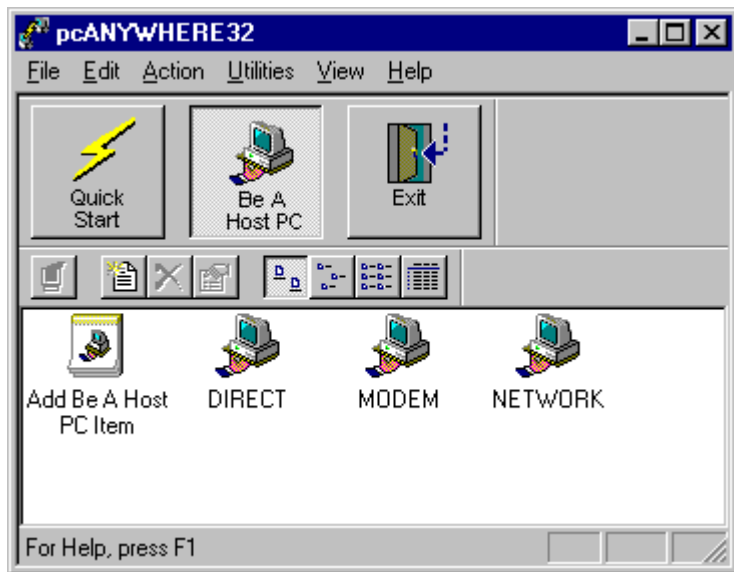 pcANYWHERE32
File Edit Action Utilities View Help
Quick
Start
Be A
Host PC
Exit
Add Be A Host
PC Item
DIRECT
MODEM
NETWORK
For Help, press F1